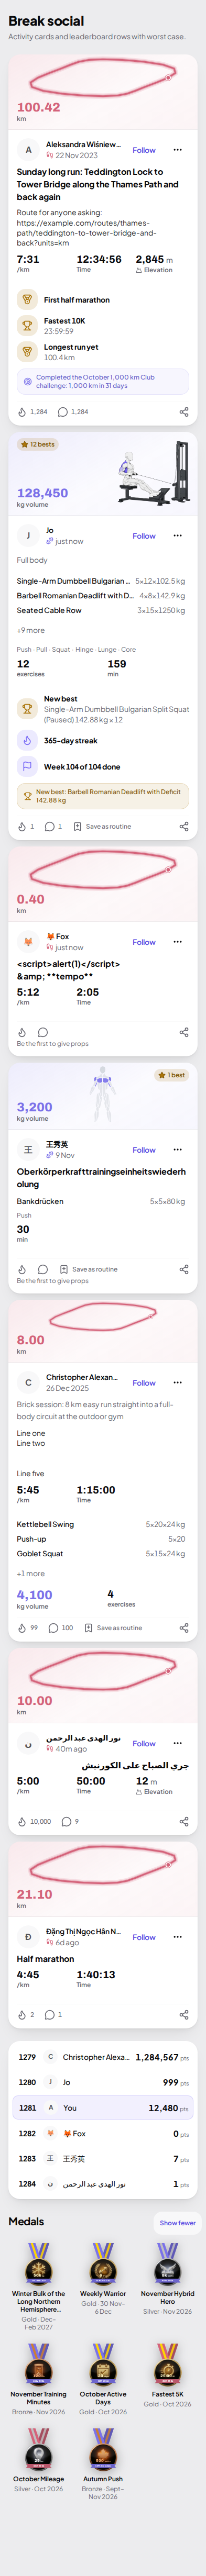 Break social
Activity cards and leaderboard rows with worst case.
100.42
km
A
Aleksandra Wiśniew…
22 Nov 2023
Follow
Sunday long run: Teddington Lock to
Tower Bridge along the Thames Path and
back again
Route for anyone asking:
https://example.com/routes/thames-
path/teddington-to-tower-bridge-and-
back?units=km
7:31
/km
12:34:56
Time
2,845 m
Elevation
First half marathon
Fastest 10K
23:59:59
Longest run yet
100.4 km
Completed the October 1,000 km Club
challenge: 1,000 km in 31 days
1,284
1,284
12 bests
128,450
kg volume
J
Jo
just now
Follow
Full body
Single-Arm Dumbbell Bulgarian … 5×12×102.5 kg
Barbell Romanian Deadlift with D… 4×8×142.9 kg
Seated Cable Row 3×15×1250 kg
+9 more
Push · Pull · Squat · Hinge · Lunge · Core
12
exercises
159
min
New best
Single-Arm Dumbbell Bulgarian Split Squat
(Paused) 142.88 kg × 12
365-day streak
Week 104 of 104 done
New best: Barbell Romanian Deadlift with Deficit
142.88 kg
1
1
Save as routine
0.40
km
🦊 Fox
just now
Follow
<script>alert(1)</script>
&amp; **tempo**
5:12
/km
2:05
Time
Be the first to give props
1 best
3,200
kg volume
王
王秀英
9 Nov
Follow
Oberkörperkrafttrainingseinheitswiederh
olung
Bankdrücken 5×5×80 kg
Push
30
min
Save as routine
Be the first to give props
8.00
km
C
Christopher Alexan…
26 Dec 2025
Follow
Brick session: 8 km easy run straight into a full-
body circuit at the outdoor gym
Line one
Line two
Line five
5:45
/km
1:15:00
Time
Kettlebell Swing 5×20×24 kg
Push-up 5×20
Goblet Squat 5×15×24 kg
+1 more
4,100
kg volume
4
exercises
99
100
Save as routine
10.00
km
ن
نور الهدى عبد الرحمن
40m ago
Follow
جري الصباح على الكورنيش
5:00
/km
50:00
Time
12 m
Elevation
10,000
9
21.10
km
Đ
Đặng Thị Ngọc Hân N…
6d ago
Follow
Half marathon
4:45
/km
1:40:13
Time
2
1
1279 C Christopher Alexa… 1,284,567 pts
1280 J Jo 999 pts
1281 A You 12,480 pts
1282 🦊 Fox 0 pts
1283 王 王秀英 7 pts
1284 ن نور الهدى عبد الرحمن 1 pts
Medals
Show fewer
Winter Bulk of the
Long Northern
Hemisphere…
Gold · Dec–
Feb 2027
Weekly Warrior
Gold · 30 Nov–
6 Dec
November Hybrid
Hero
Silver · Nov 2026
November Training
Minutes
Bronze · Nov 2026
October Active
Days
Gold · Oct 2026
Fastest 5K
Gold · Oct 2026
October Mileage
Silver · Oct 2026
Autumn Push
Bronze · Sept–
Nov 2026